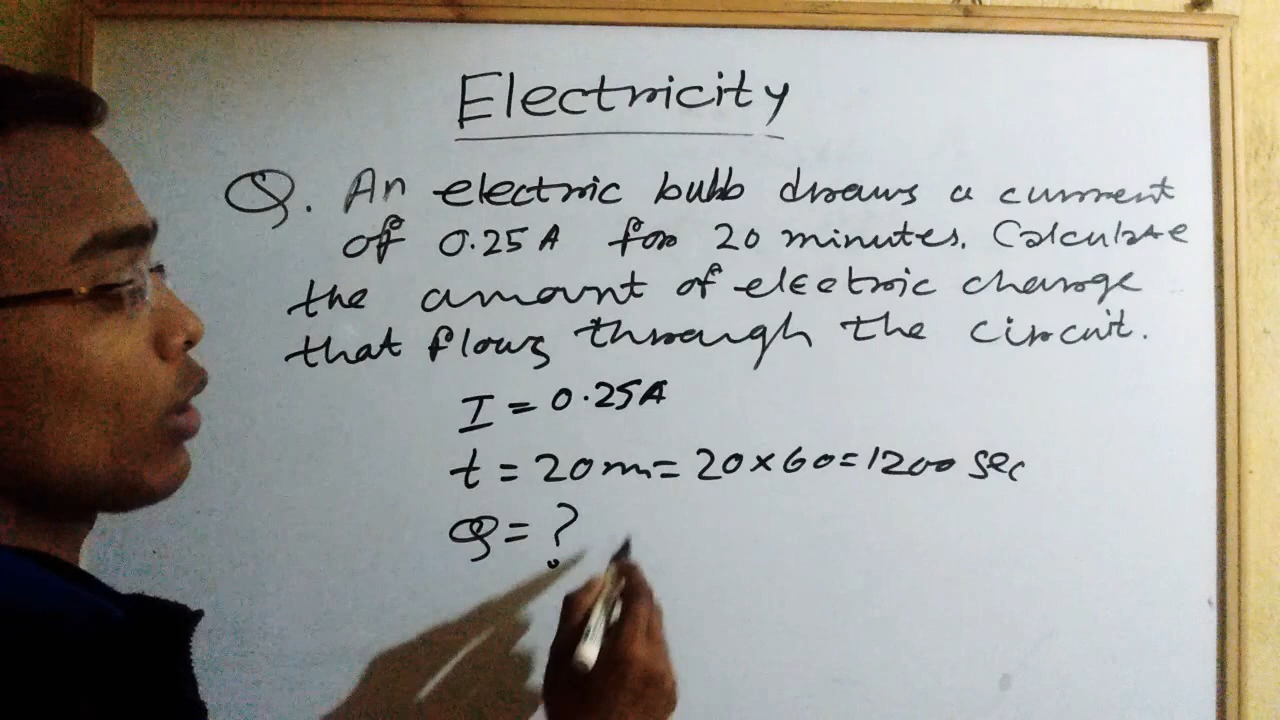 Electricity
Q. An electric bulb draws a current
of 0.25A for 20 minutes. Calculate
the amount of electric charge
that flows through the circuit.
I = 0.25A
t = 20m = 20×60=1200 sec
Q = ?